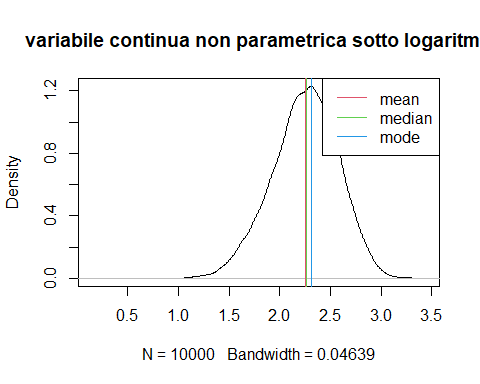 variabile continua non parametrica sotto logaritm
mean
median
mode
Density
0.0
0.4
0.8
1.2
0.5 1.0 1.5 2.0 2.5 3.0 3.5
N = 10000 Bandwidth = 0.04639